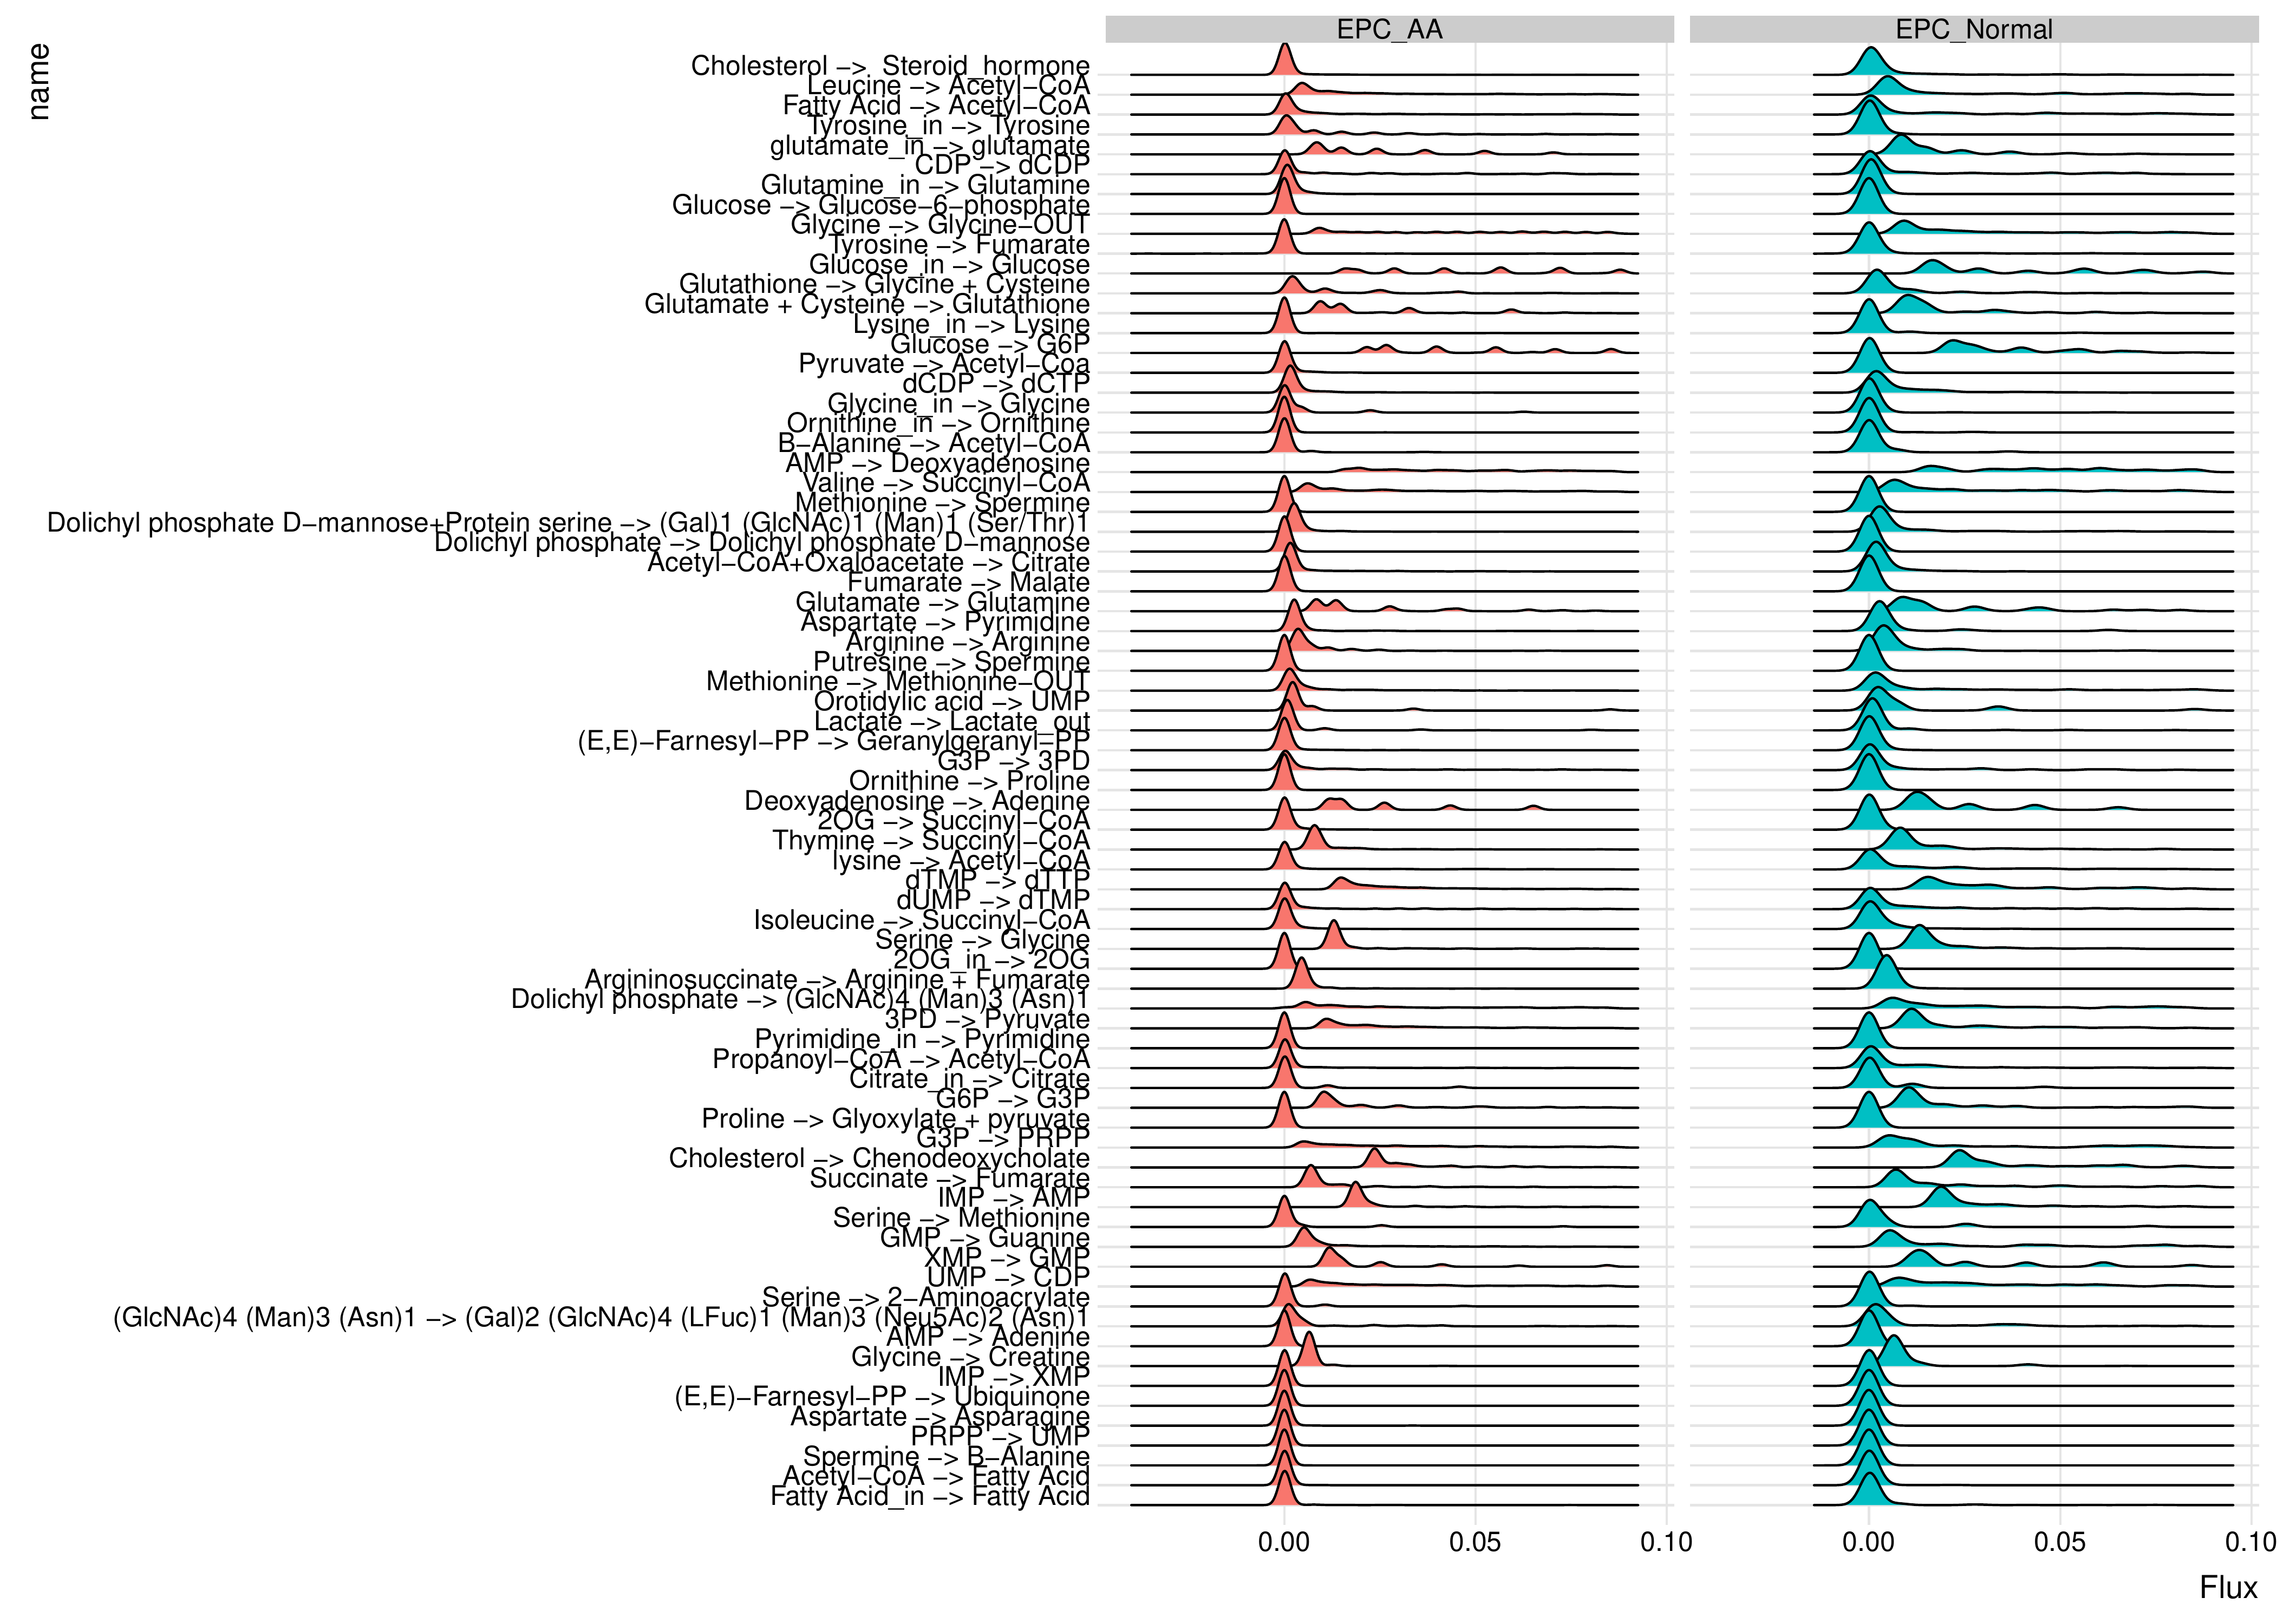 EPC_AA
EPC_Normal
name
Cholesterol −> Steroid_hormone
Leucine −> Acetyl−CoA
Fatty Acid −> Acetyl−CoA
Tyrosine_in −> Tyrosine
glutamate_in −> glutamate
CDP −> dCDP
Glutamine_in −> Glutamine
Glucose −> Glucose−6−phosphate
Glycine −> Glycine−OUT
Tyrosine −> Fumarate
Glucose_in −> Glucose
Glutathione −> Glycine + Cysteine
Glutamate + Cysteine −> Glutathione
Lysine_in −> Lysine
Glucose −> G6P
Pyruvate −> Acetyl−Coa
dCDP −> dCTP
Glycine_in −> Glycine
Ornithine_in −> Ornithine
B−Alanine −> Acetyl−CoA
AMP −> Deoxyadenosine
Valine −> Succinyl−CoA
Methionine −> Spermine
Dolichyl phosphate D−mannose+Protein serine −> (Gal)1 (GlcNAc)1 (Man)1 (Ser/Thr)1
Dolichyl phosphate −> Dolichyl phosphate D−mannose
Acetyl−CoA+Oxaloacetate −> Citrate
Fumarate −> Malate
Glutamate −> Glutamine
Aspartate −> Pyrimidine
Arginine −> Arginine
Putresine −> Spermine
Methionine −> Methionine−OUT
Orotidylic acid −> UMP
Lactate −> Lactate_out
(E,E)−Farnesyl−PP −> Geranylgeranyl−PP
G3P −> 3PD
Ornithine −> Proline
Deoxyadenosine −> Adenine
2OG −> Succinyl−CoA
Thymine −> Succinyl−CoA
lysine −> Acetyl−CoA
dTMP −> dTTP
dUMP −> dTMP
Isoleucine −> Succinyl−CoA
Serine −> Glycine
2OG_in −> 2OG
Argininosuccinate −> Arginine + Fumarate
Dolichyl phosphate −> (GlcNAc)4 (Man)3 (Asn)1
3PD −> Pyruvate
Pyrimidine_in −> Pyrimidine
Propanoyl−CoA −> Acetyl−CoA
Citrate_in −> Citrate
G6P −> G3P
Proline −> Glyoxylate + pyruvate
G3P −> PRPP
Cholesterol −> Chenodeoxycholate
Succinate −> Fumarate
IMP −> AMP
Serine −> Methionine
GMP −> Guanine
XMP −> GMP
UMP −> CDP
Serine −> 2−Aminoacrylate
(GlcNAc)4 (Man)3 (Asn)1 −> (Gal)2 (GlcNAc)4 (LFuc)1 (Man)3 (Neu5Ac)2 (Asn)1
AMP −> Adenine
Glycine −> Creatine
IMP −> XMP
(E,E)−Farnesyl−PP −> Ubiquinone
Aspartate −> Asparagine
PRPP −> UMP
Spermine −> B−Alanine
Acetyl−CoA −> Fatty Acid
Fatty Acid_in −> Fatty Acid
0.00 0.05 0.10
0.00 0.05 0.10
Flux